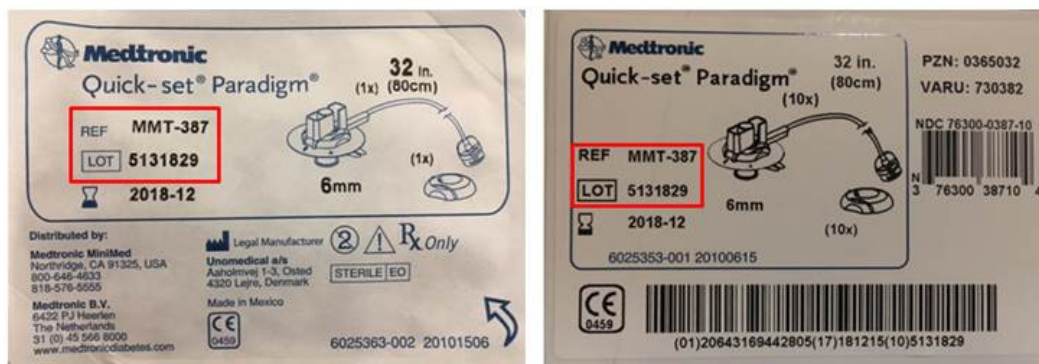 Medtronic
Quick-set® Paradigm®
32 in.
(1x) (80cm)
REF MMT-387
LOT 5131829
2018-12
(1x)
6mm
Distributed by:
Medtronic MiniMed
Northridge, CA 91325, USA
800-646-4633
818-576-5555
Medtronic B.V.
6422 PJ Heerlen
The Netherlands
31 (0) 45 566 8000
www.medtronicdiabetes.com
Legal Manufacturer
Unomedical a/s
Aaholmvej 1-3, Osted
4320 Lejre, Denmark
Made in Mexico
CE
0459
2
Rx Only
STERILE EO
6025363-002 20101506
Medtronic
Quick-set® Paradigm®
32 in.
(80cm)
(10x)
REF MMT-387
LOT 5131829
2018-12
6mm
(10x)
6025353-001 20100615
PZN: 0365032
VARU: 730382
NDC 76300-0387-10
N
3 76300 38710 4
CE
0459
(01)20643169442805(17)181215(10)5131829